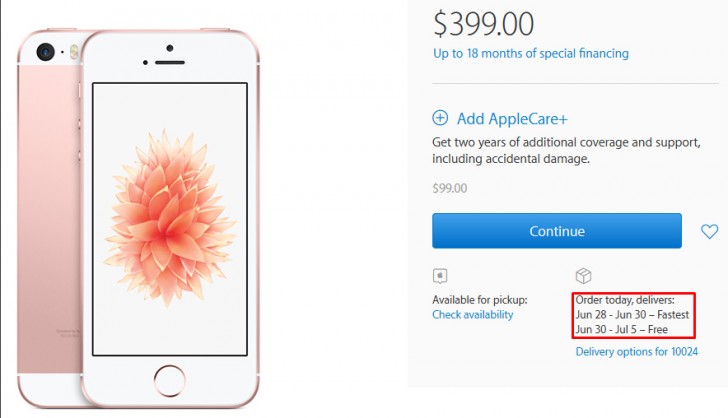 $399.00
Up to 18 months of special financing
Add AppleCare+
Get two years of additional coverage and support,
including accidental damage.
$99.00
Continue
Available for pickup:
Check availability
Order today, delivers:
Jun 28 - Jun 30 – Fastest
Jun 30 - Jul 5 – Free
Delivery options for 10024